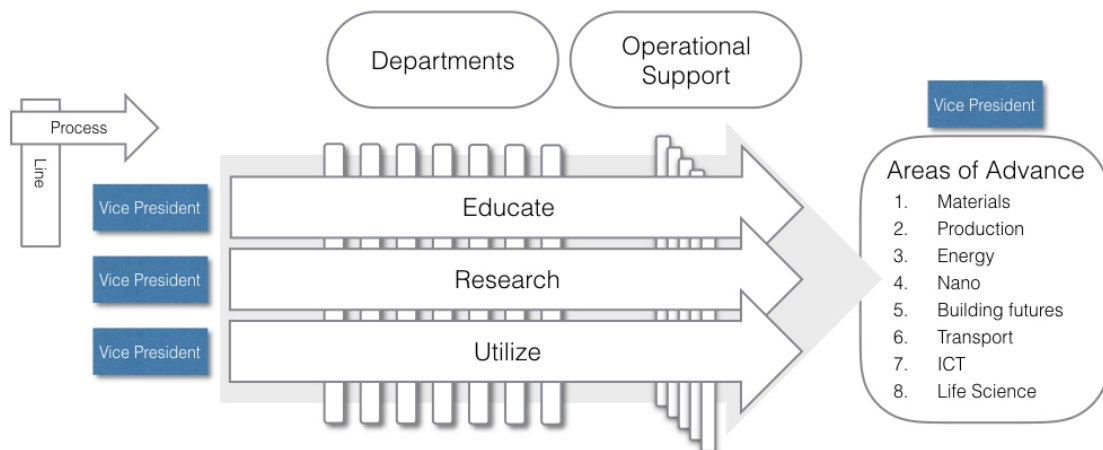 Departments
Operational
Support
Vice President
Process
Line
Areas of Advance
Vice President
Educate
1. Materials
2. Production
3. Energy
Vice President
Research
4. Nano
5. Building futures
6. Transport
Vice President
Utilize
7. ICT
8. Life Science